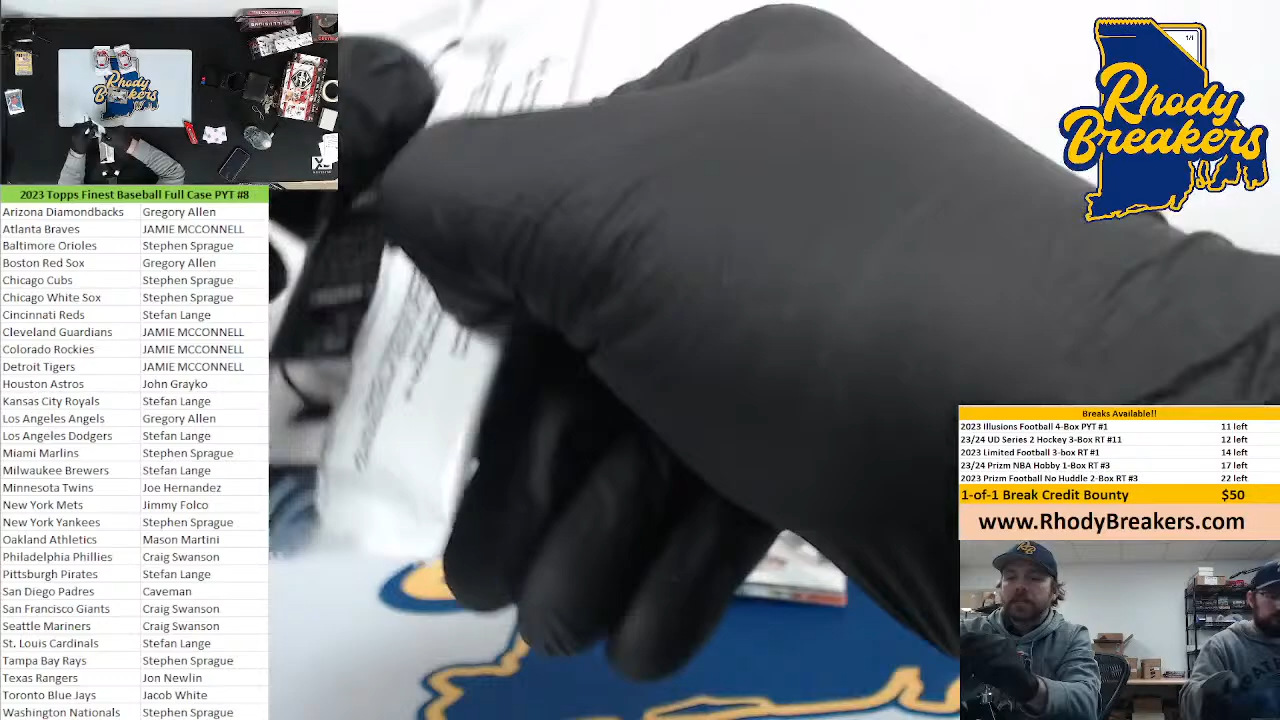 Rhody
Breakers
1/1
Rhody
Breakers
2023 Topps Finest Baseball Full Case PYT #8
Arizona Diamondbacks Gregory Allen
Atlanta Braves JAMIE MCCONNELL
Baltimore Orioles Stephen Sprague
Boston Red Sox Gregory Allen
Chicago Cubs Stephen Sprague
Chicago White Sox Stephen Sprague
Cincinnati Reds Stefan Lange
Cleveland Guardians JAMIE MCCONNELL
Colorado Rockies JAMIE MCCONNELL
Detroit Tigers JAMIE MCCONNELL
Houston Astros John Grayko
Kansas City Royals Stefan Lange
Los Angeles Angels Gregory Allen
Los Angeles Dodgers Stefan Lange
Miami Marlins Stephen Sprague
Milwaukee Brewers Stefan Lange
Minnesota Twins Joe Hernandez
New York Mets Jimmy Folco
New York Yankees Stephen Sprague
Oakland Athletics Mason Martini
Philadelphia Phillies Craig Swanson
Pittsburgh Pirates Stefan Lange
San Diego Padres Caveman
San Francisco Giants Craig Swanson
Seattle Mariners Craig Swanson
St. Louis Cardinals Stefan Lange
Tampa Bay Rays Stephen Sprague
Texas Rangers Jon Newlin
Toronto Blue Jays Jacob White
Washington Nationals Stephen Sprague
Breaks Available!!
2023 Illusions Football 4-Box PYT #1 11 left
23/24 UD Series 2 Hockey 3-Box RT #11 12 left
2023 Limited Football 3-box RT #1 14 left
23/24 Prizm NBA Hobby 1-Box RT #3 17 left
2023 Prizm Football No Huddle 2-Box RT #3 22 left
1-of-1 Break Credit Bounty $50
www.RhodyBreakers.com